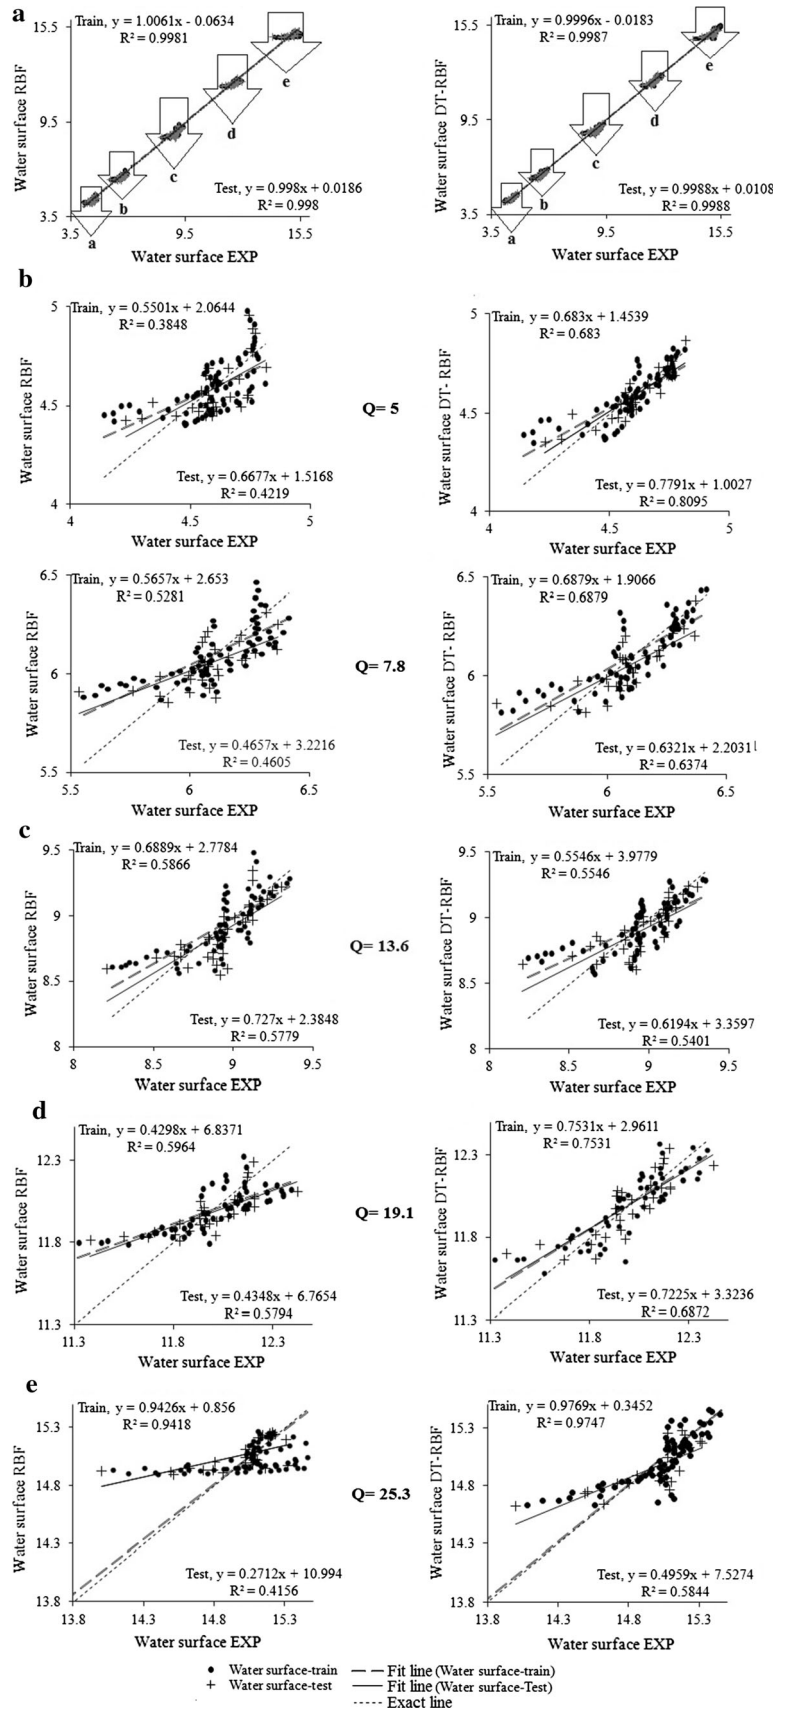 a
Train, y = 1.0061x - 0.0634
R² = 0.9981
Water surface RBF
15.5
9.5
3.5
a
b
c
d
e
Test, y = 0.998x + 0.0186
R² = 0.998
3.5 9.5 15.5
Water surface EXP
0.9996x - 0.0183
R² = 0.9987
Water surface DT-RBF
15.5
9.5
3.5
a
b
c
d
e
Test, y = 0.9988x + 0.0108
R² = 0.9988
3.5 9.5 15.5
Water surface EXP
b
Train, y = 0.5501x + 2.0644
R² = 0.3848
Water surface RBF
5
4.5
4
Test, y = 0.6677x + 1.5168
R² = 0.4219
4 4.5 5
Water surface EXP
Q= 5
Train, y = 0.683x + 1.4539
R² = 0.683
Water surface DT- RBF
5
4.5
4
Test, y = 0.7791x + 1.0027
R² = 0.8095
4 4.5 5
Water surface EXP
Train, y = 0.5657x + 2.653
R² = 0.5281
Water surface RBF
6.5
6
5.5
Test, y = 0.4657x + 3.2216
R² = 0.4605
5.5 6 6.5
Water surface EXP
Q= 7.8
Train, y = 0.6879x + 1.9066
R² = 0.6879
Water surface DT- RBF
6.5
6
5.5
Test, y = 0.6321x + 2.2031
R² = 0.6374
5.5 6 6.5
Water surface EXP
c
Train, y = 0.6889x + 2.7784
R² = 0.5866
Water surface RBF
9.5
9
8.5
8
Test, y = 0.727x + 2.3848
R² = 0.5779
8 8.5 9 9.5
Water surface EXP
Q= 13.6
Train, y = 0.5546x + 3.9779
R² = 0.5546
Water surface DT-RBF
9.5
9
8.5
8
Test, y = 0.6194x + 3.3597
R² = 0.5401
8 8.5 9 9.5
Water surface EXP
d
Train, y = 0.4298x + 6.8371
R² = 0.5964
Water surface RBF
12.3
11.8
11.3
Test, y = 0.4348x + 6.7654
R² = 0.5794
11.3 11.8 12.3
Water surface EXP
Q= 19.1
Train, y = 0.7531x + 2.9611
R² = 0.7531
Water surface DT-RBF
12.3
11.8
11.3
Test, y = 0.7225x + 3.3236
R² = 0.6872
11.3 11.8 12.3
Water surface EXP
e
Train, y = 0.9426x + 0.856
R² = 0.9418
Water surface RBF
15.3
14.8
14.3
13.8
Test, y = 0.2712x + 10.994
R² = 0.4156
13.8 14.3 14.8 15.3
Water surface EXP
Q= 25.3
Train, y = 0.9769x + 0.3452
R² = 0.9747
Water surface DT-RBF
15.3
14.8
14.3
13.8
Test, y = 0.4959x + 7.5274
R² = 0.5844
13.8 14.3 14.8 15.3
Water surface EXP
Water surface-train
Water surface-test
Fit line (Water surface-train)
Fit line (Water surface-Test)
Exact line